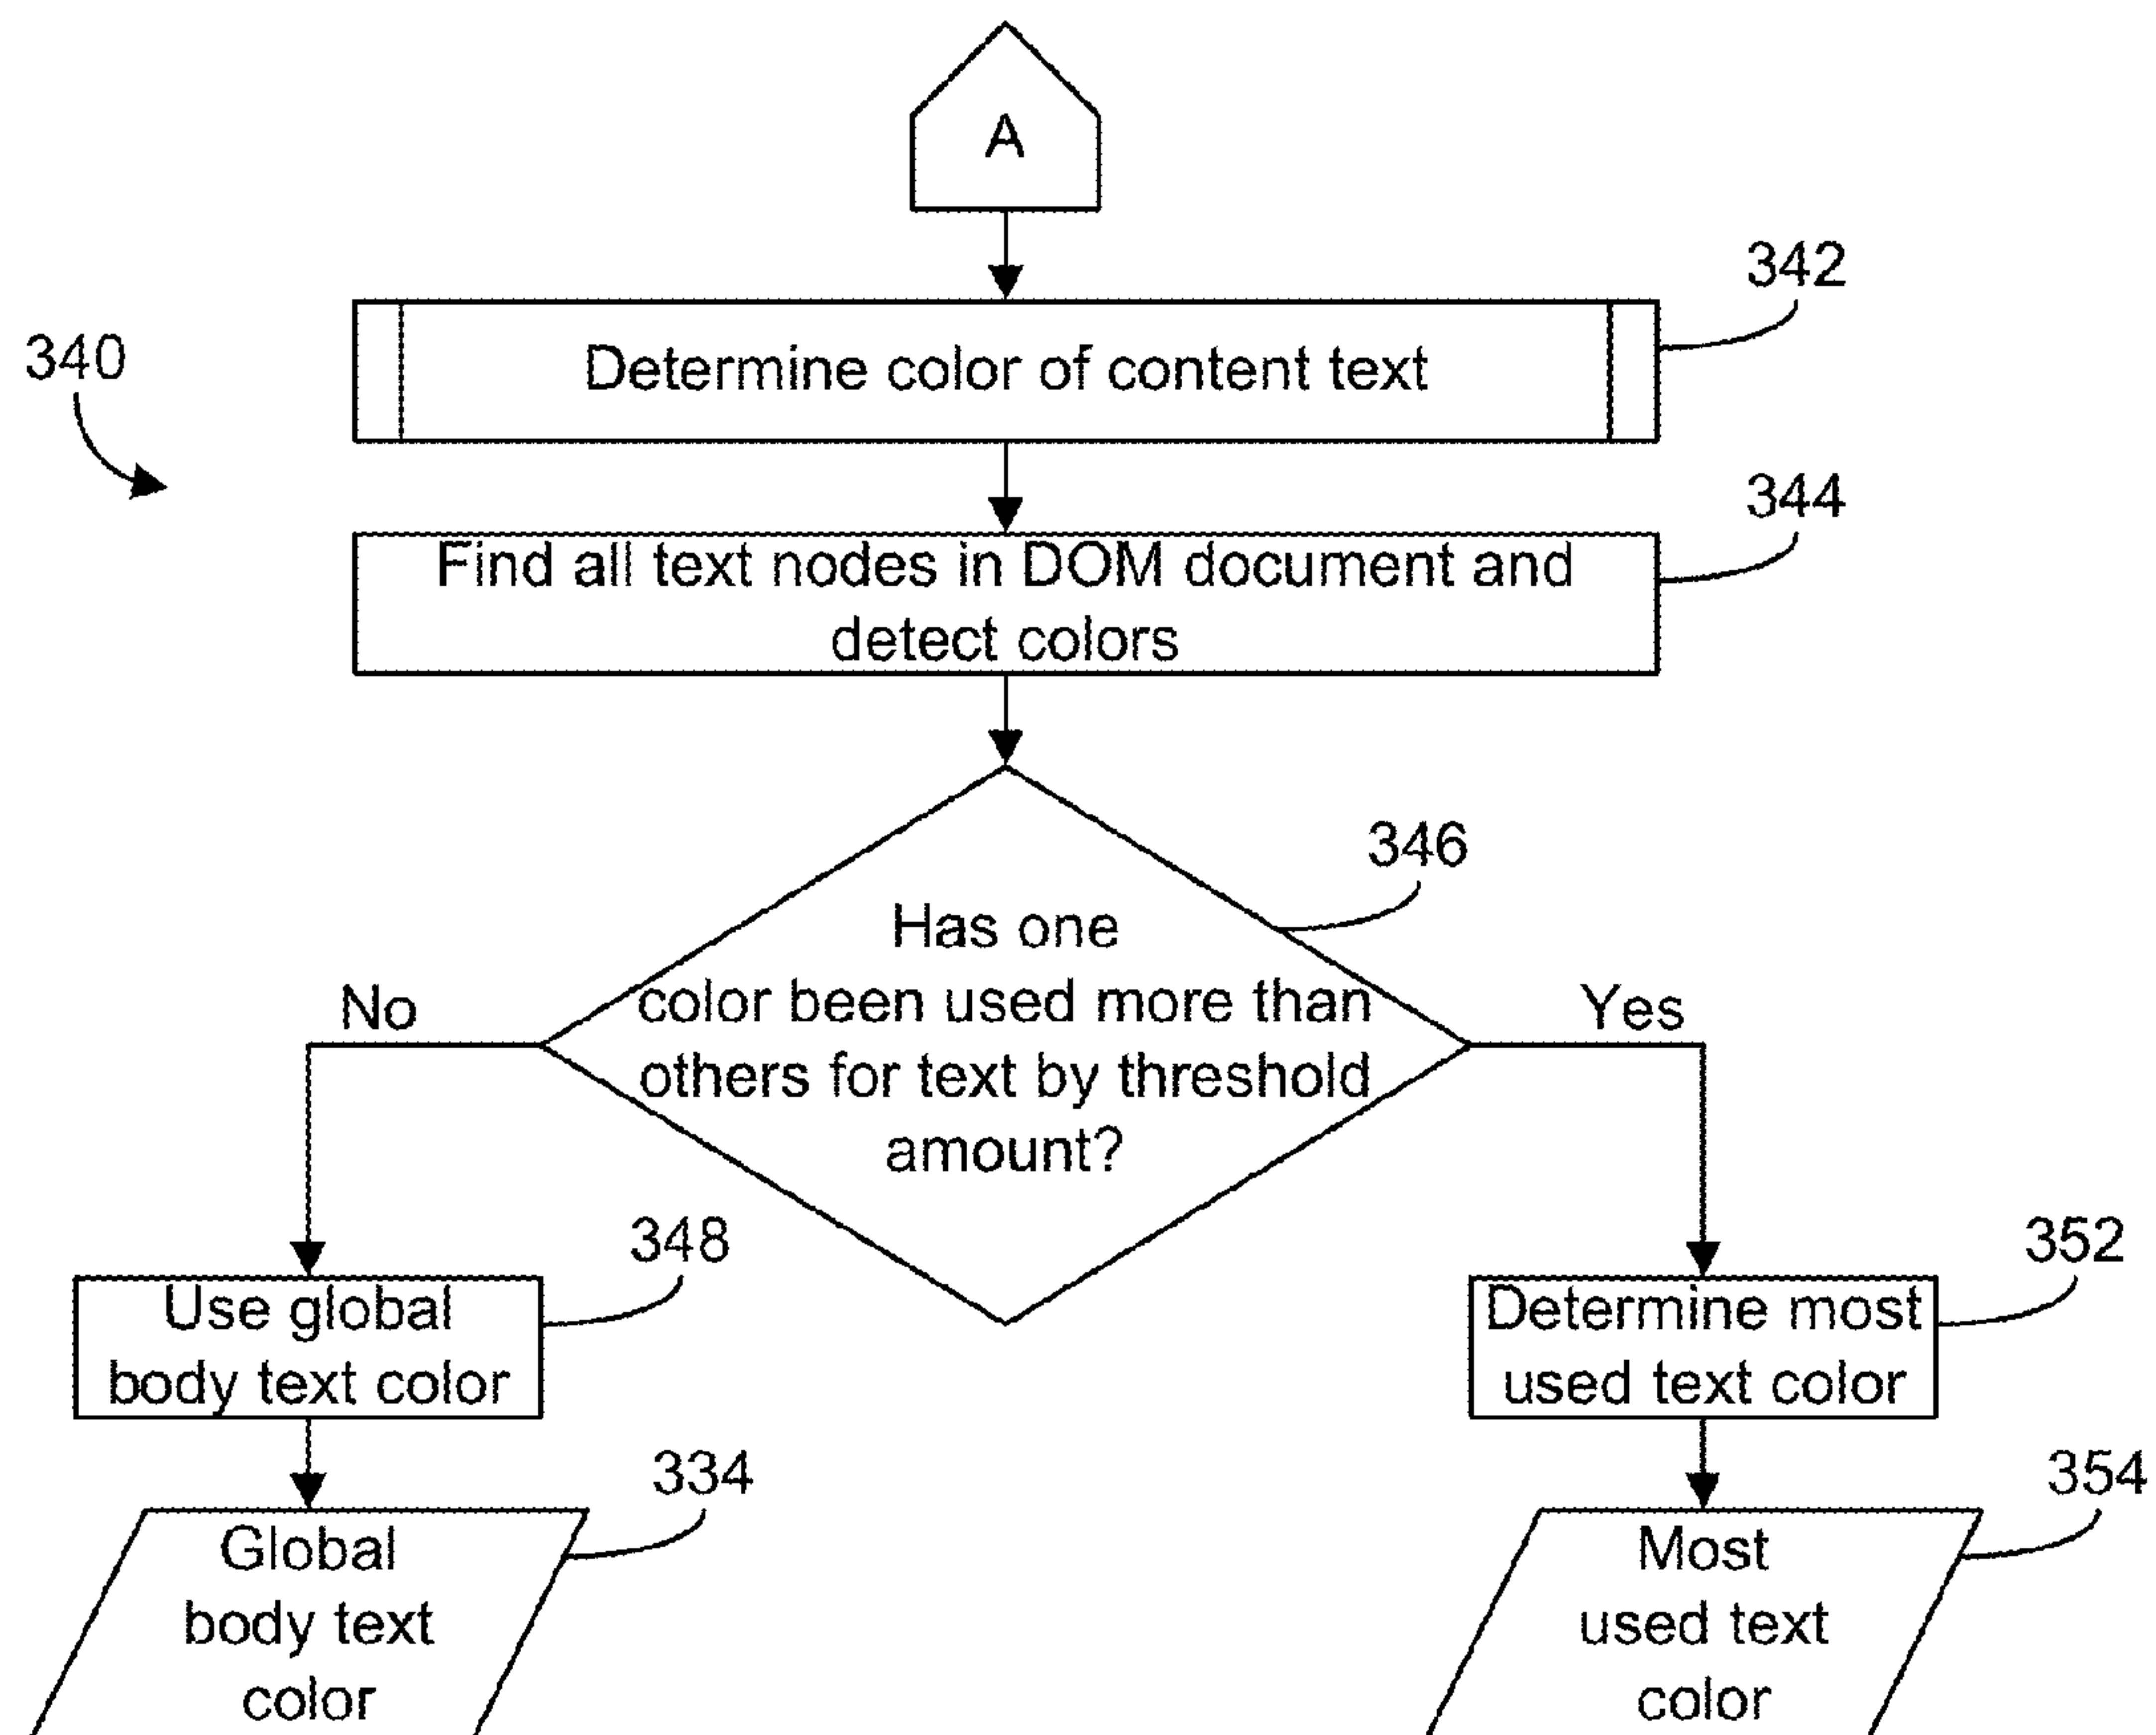 A
342
Determine color of content text
340
344
Find all text nodes in DOM document and
detect colors
346
Has one
color been used more than
others for text by threshold
amount?
No
Yes
348
Use global
body text color
352
Determine most
used text color
334
Global
body text
color
354
Most
used text
color